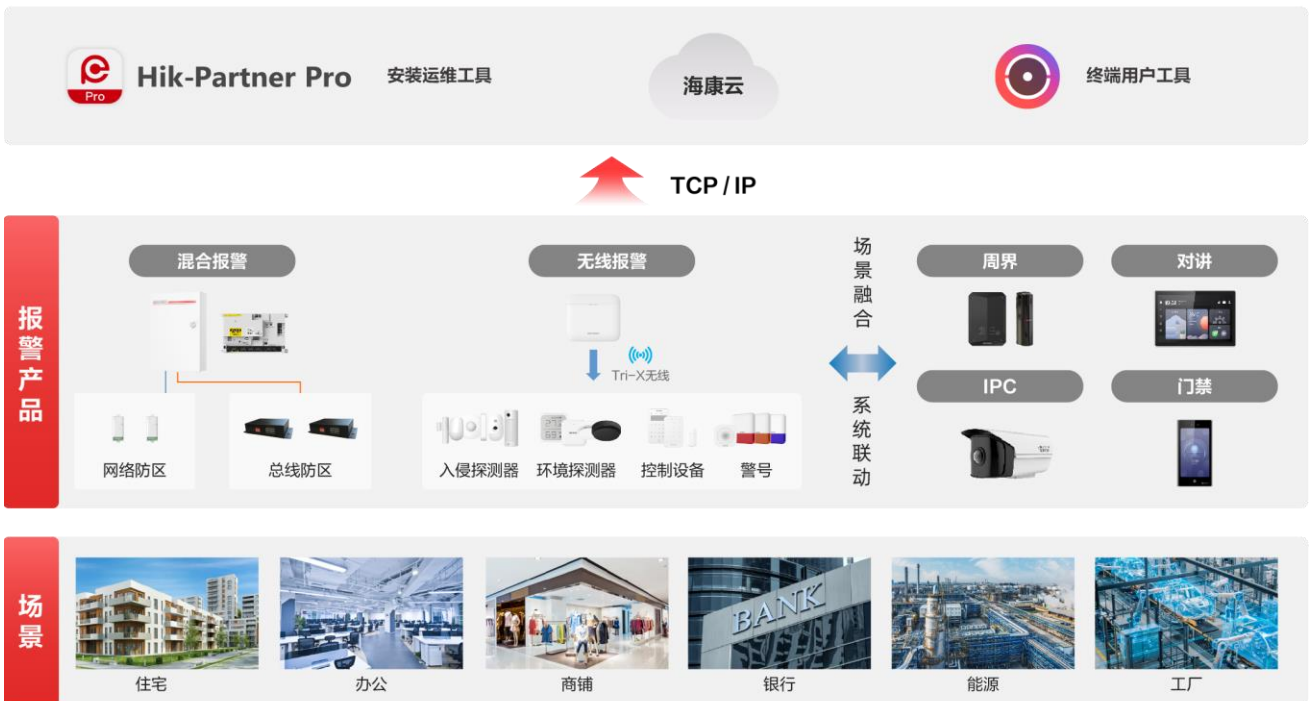 Pro
Hik-Partner Pro
安装运维工具
海康云
终端用户工具
TCP / IP
报警产品
混合报警
无线报警
Tri-X无线
网络防区
总线防区
入侵探测器
环境探测器
控制设备
警号
场景融合
系统联动
周界
对讲
IPC
门禁
场景
BANK
住宅
办公
商铺
银行
能源
工厂